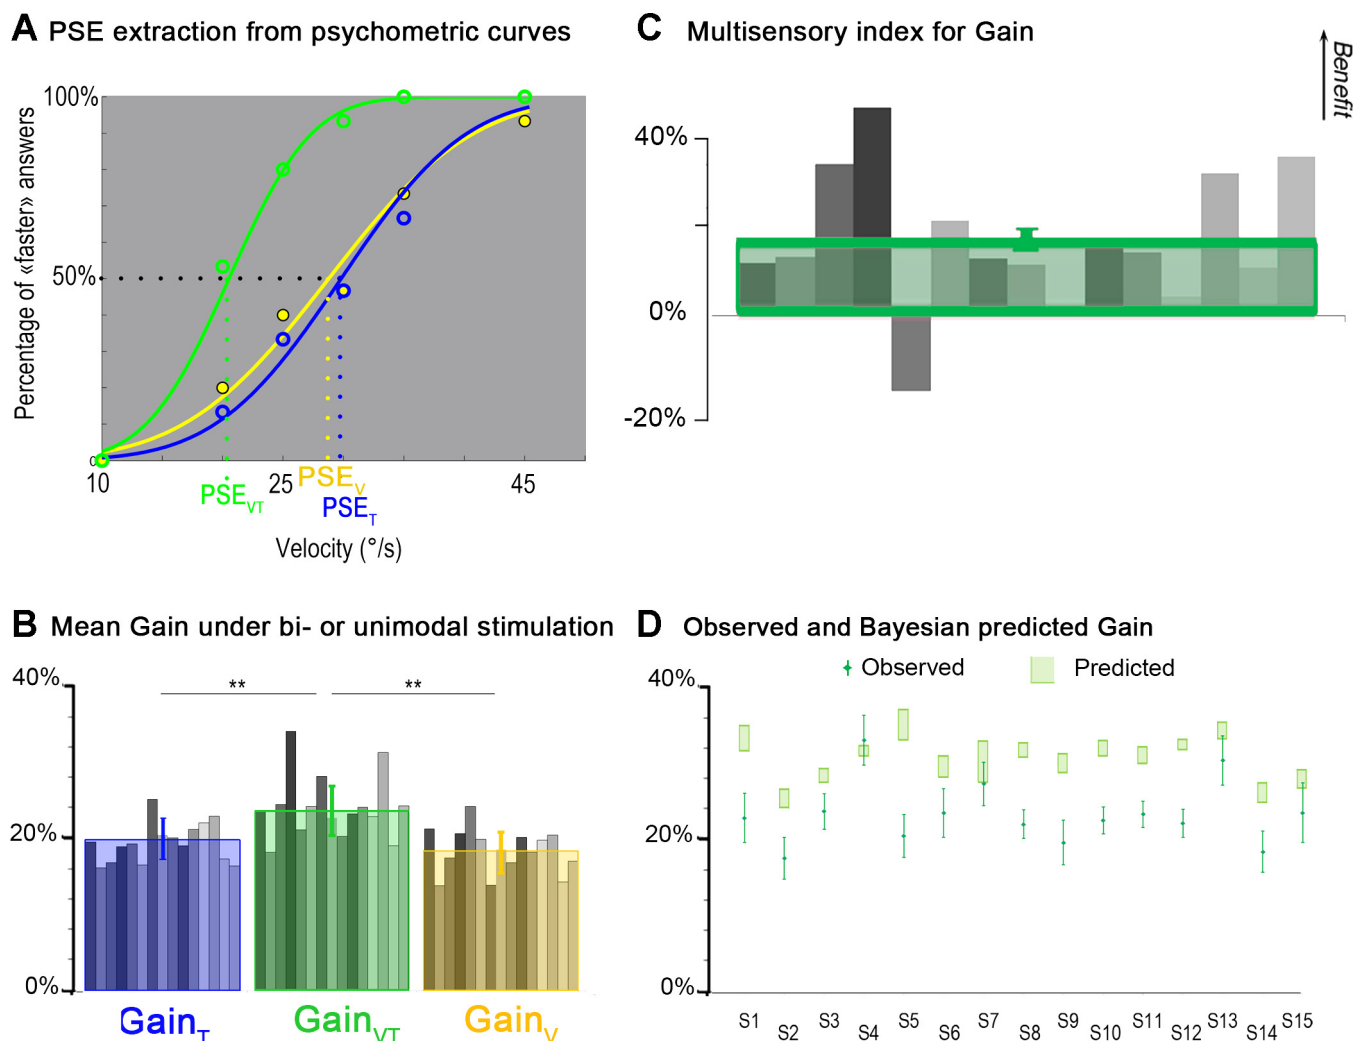 A PSE extraction from psychometric curves
Percentage of «faster» answers
100%
50%
0
10
25
45
PSE_VT
PSE_V
PSE_T
Velocity (°/s)
C Multisensory index for Gain
Benefit
40%
0%
-20%
B Mean Gain under bi- or unimodal stimulation
40%
20%
0%
**
**
Gain_T
Gain_VT
Gain_V
D Observed and Bayesian predicted Gain
Observed
Predicted
40%
20%
0%
S1 S2 S3 S4 S5 S6 S7 S8 S9 S10 S11 S12 S13 S14 S15